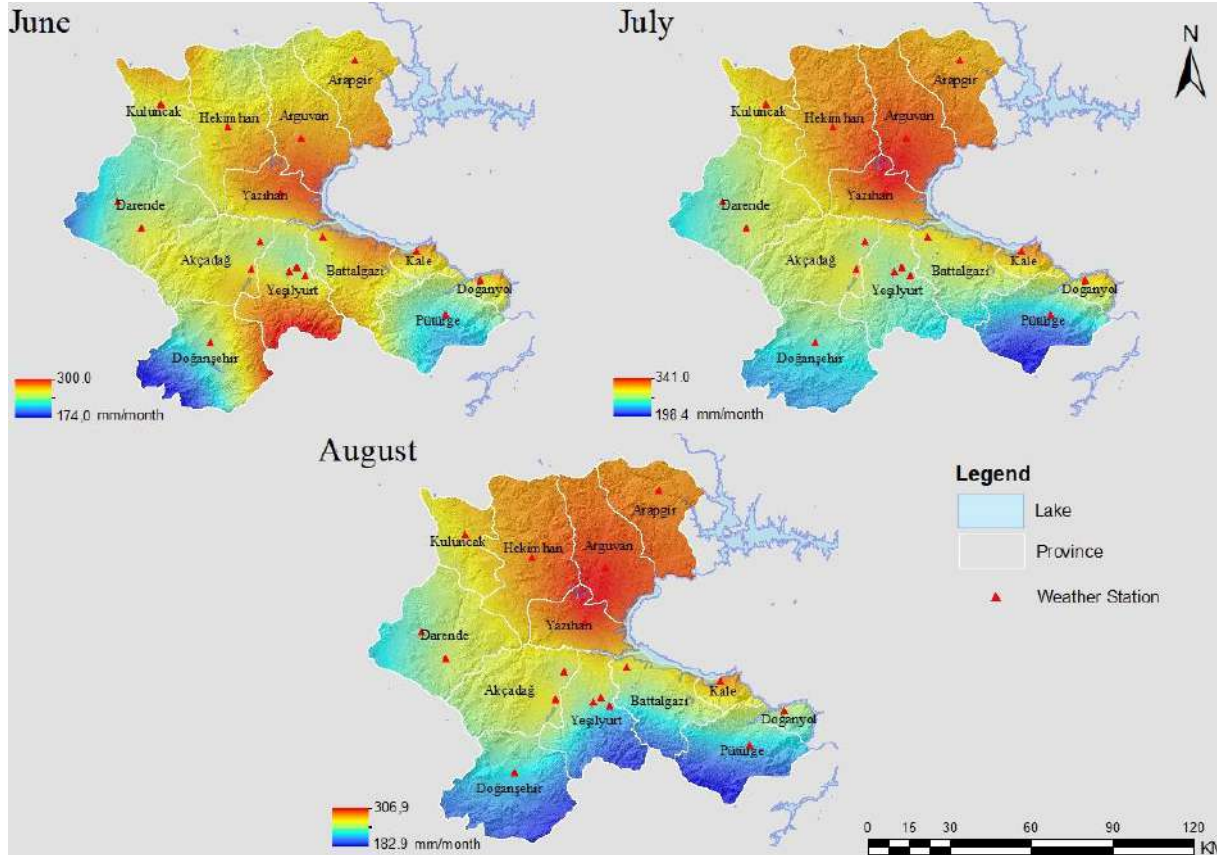 June
Arapgir
Kuluncak
Hekimhan
Arguvan
Yazıhan
Darende
Akçadağ
Battalgazi
Kale
Yeşilyurt
Doğanyol
Pütürge
Doğanşehir
300.0
174,0 mm/month
July
N
Arapgir
Kuluncak
Hekimhan
Arguvan
Yazıhan
Darende
Akçadağ
Battalgazi
Kale
Yeşilyurt
Doğanyol
Pütürge
Doğanşehir
341.0
198.4 mm/month
August
Arapgir
Kuluncak
Hekimhan
Arguvan
Yazıhan
Darende
Akçadağ
Battalgazi
Kale
Yeşilyurt
Doğanyol
Pütürge
Doğanşehir
306,9
182.9 mm/month
Legend
Lake
Province
Weather Station
0 15 30 60 90 120
KM